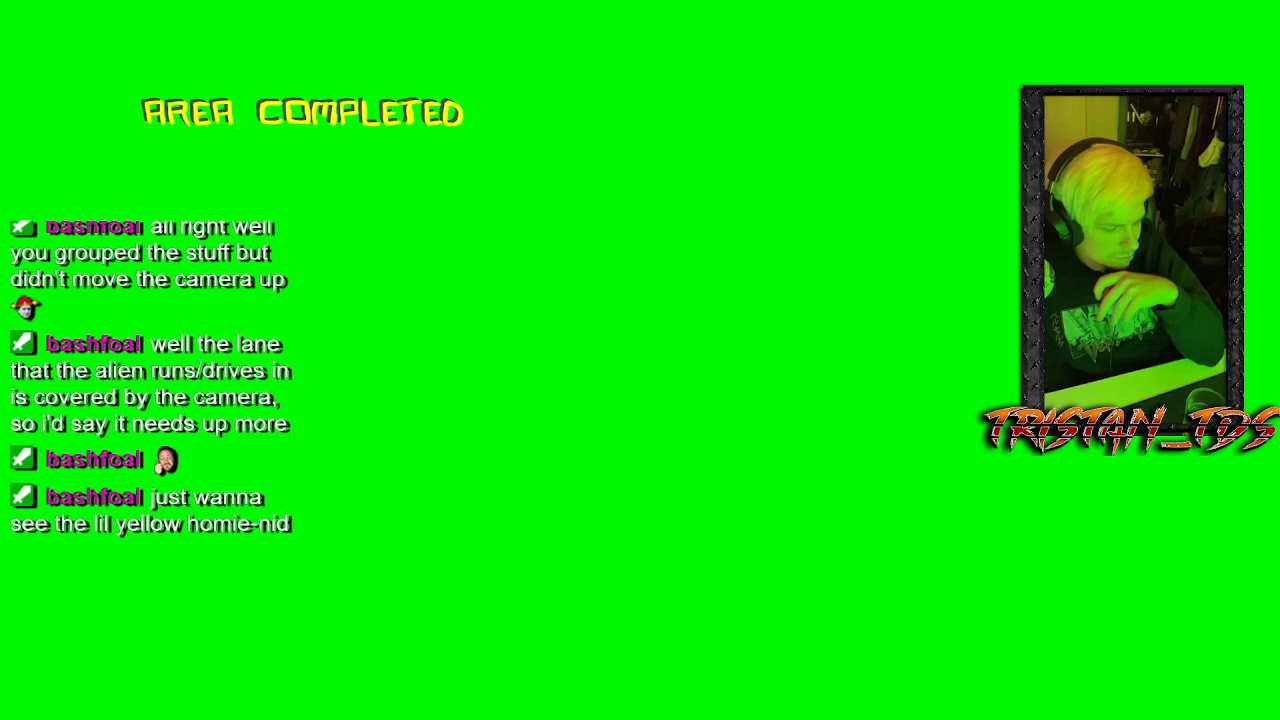 AREA COMPLETED
bashfoal all right well
you grouped the stuff but
didn't move the camera up
bashfoal well the lane
that the alien runs/drives in
is covered by the camera,
so i'd say it needs up more
bashfoal
bashfoal just wanna
see the lil yellow homie-nid
TRISTAN_TDS